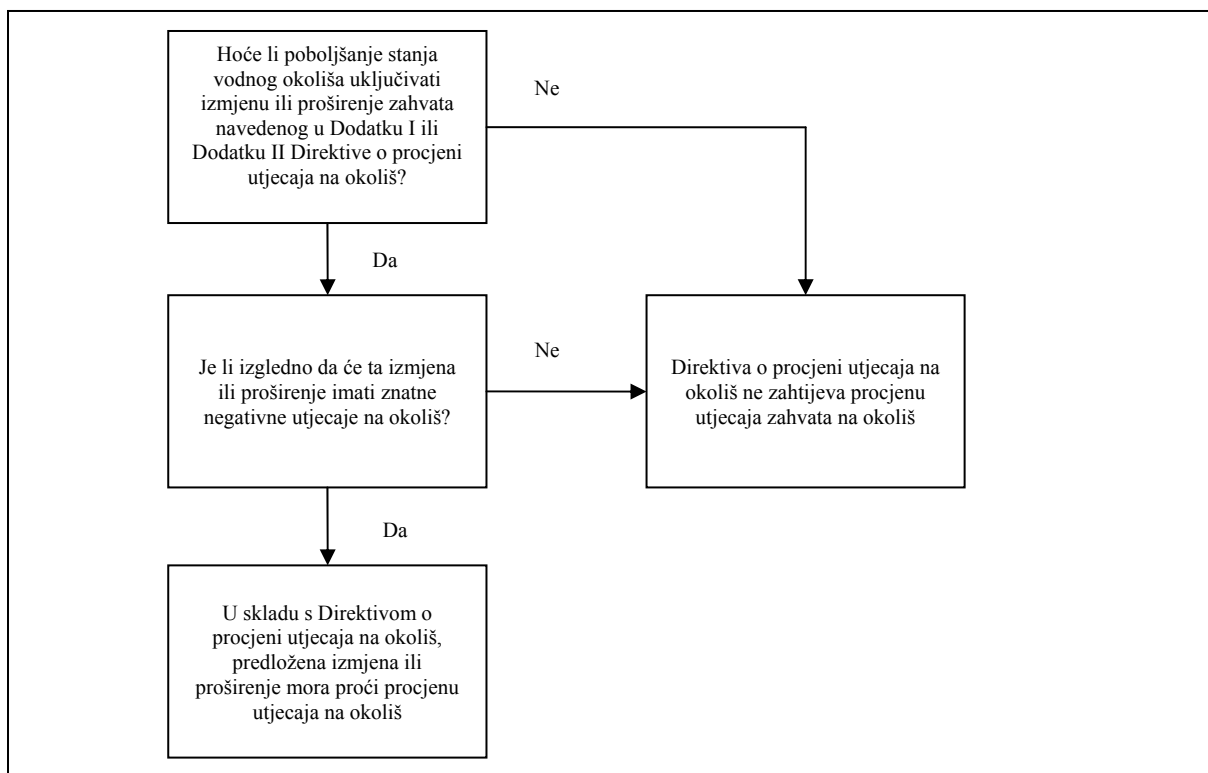 Hoće li poboljšanje stanja
vodnog okoliša uključivati
izmjenu ili proširenje zahvata
navedenog u Dodatku I ili
Dodatku II Direktive o procjeni
utjecaja na okoliš?
Ne
Da
Je li izgledno da će ta izmjena
ili proširenje imati znatne
negativne utjecaje na okoliš?
Ne
Direktiva o procjeni utjecaja na
okoliš ne zahtijeva procjenu
utjecaja zahvata na okoliš
Da
U skladu s Direktivom o
procjeni utjecaja na okoliš,
predložena izmjena ili
proširenje mora proći procjenu
utjecaja na okoliš